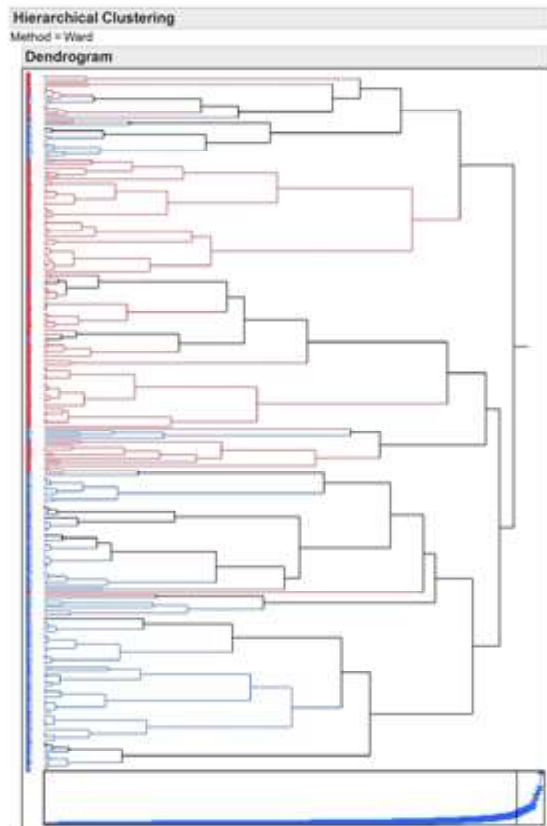 Hierarchical Clustering
Method = Ward
Dendrogram